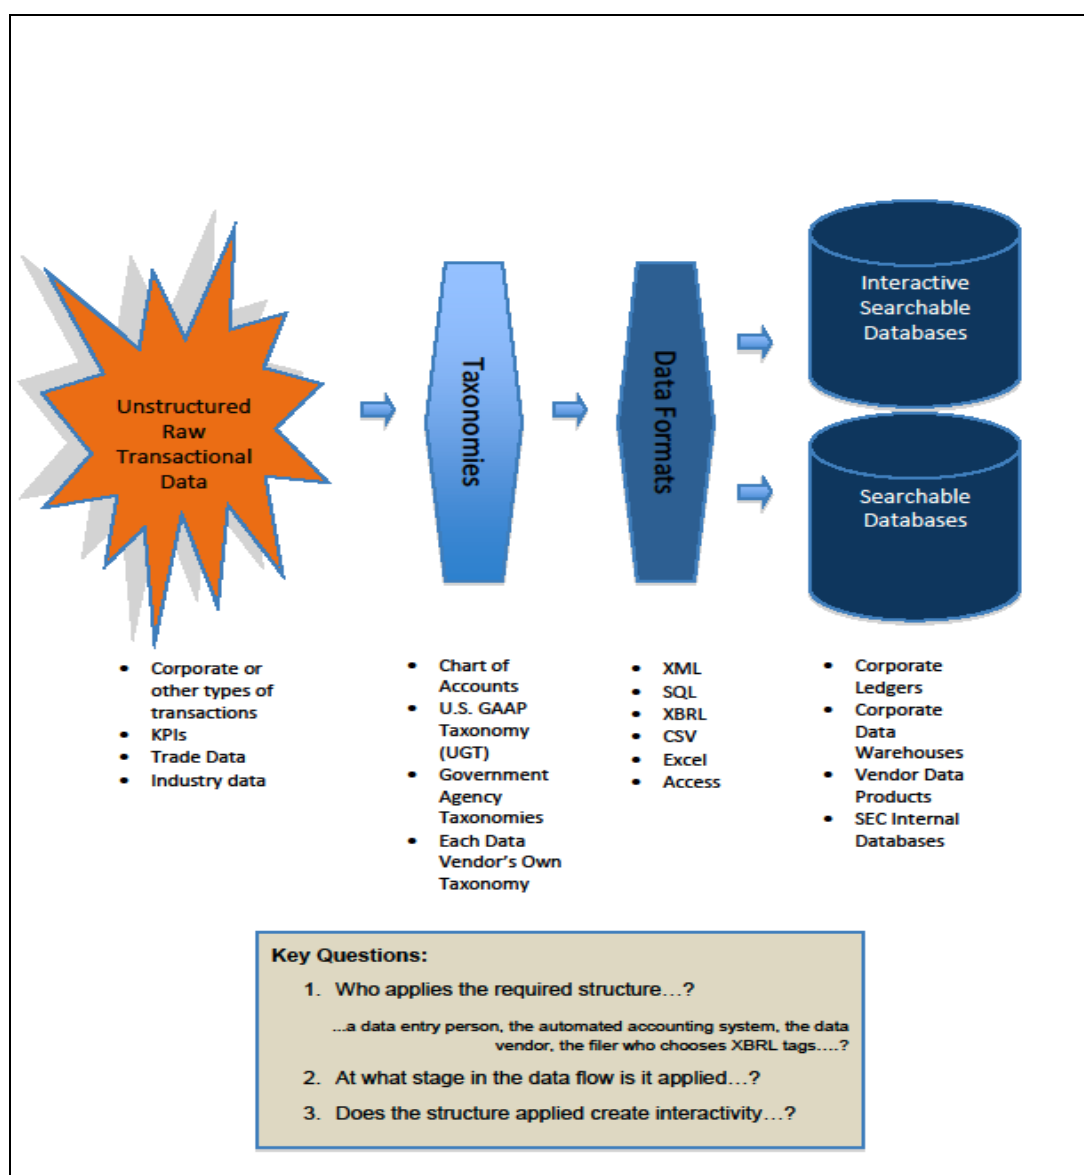 Unstructured
Raw
Transactional
Data
Taxonomies
Data Formats
Interactive
Searchable
Databases
Searchable
Databases
• Corporate or
other types of
transactions
• KPIs
• Trade Data
• Industry data
• Chart of
Accounts
• U.S. GAAP
Taxonomy
(UGT)
• Government
Agency
Taxonomies
• Each Data
Vendor's Own
Taxonomy
• XML
• SQL
• XBRL
• CSV
• Excel
• Access
• Corporate
Ledgers
• Corporate
Data
Warehouses
• Vendor Data
Products
• SEC Internal
Databases
Key Questions:
1. Who applies the required structure…?
...a data entry person, the automated accounting system, the data
vendor, the filer who chooses XBRL tags….?
2. At what stage in the data flow is it applied…?
3. Does the structure applied create interactivity…?